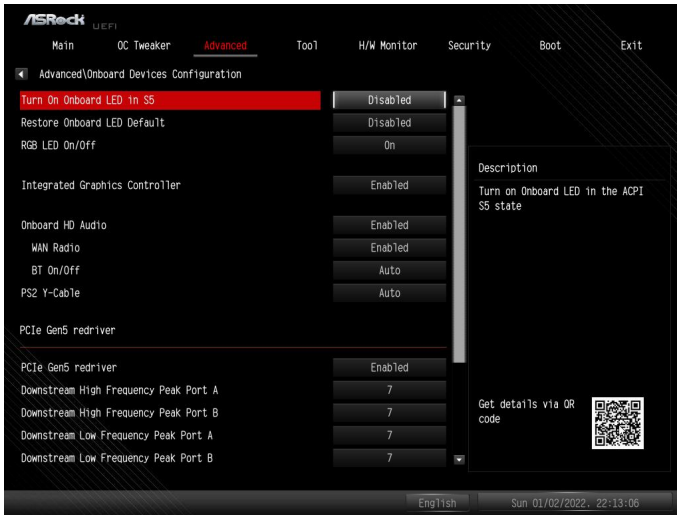 ASRock UEFI
Main OC Tweaker Advanced Tool H/W Monitor Security Boot Exit
Advanced\Onboard Devices Configuration
Turn On Onboard LED in S5 Disabled
Restore Onboard LED Default Disabled
RGB LED On/Off On
Integrated Graphics Controller Enabled
Onboard HD Audio Enabled
WAN Radio Enabled
BT On/Off Auto
PS2 Y-Cable Auto
PCIe Gen5 redriver
PCIe Gen5 redriver Enabled
Downstream High Frequency Peak Port A 7
Downstream High Frequency Peak Port B 7
Downstream Low Frequency Peak Port A 7
Downstream Low Frequency Peak Port B 7
Description
Turn on Onboard LED in the ACPI
S5 state
Get details via QR
code
English Sun 01/02/2022. 22:13:06